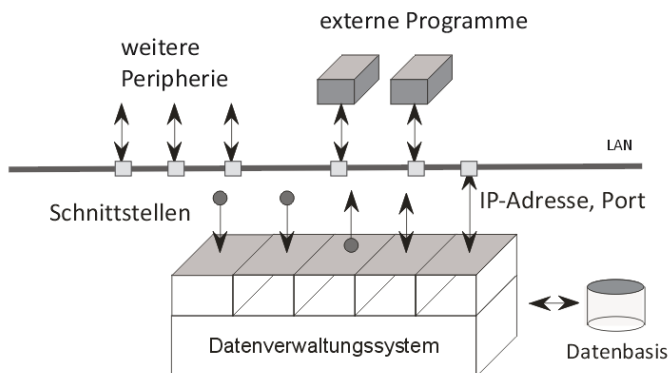 externe Programme
weitere
Peripherie
LAN
Schnittstellen
IP-Adresse, Port
Datenverwaltungssystem
Datenbasis